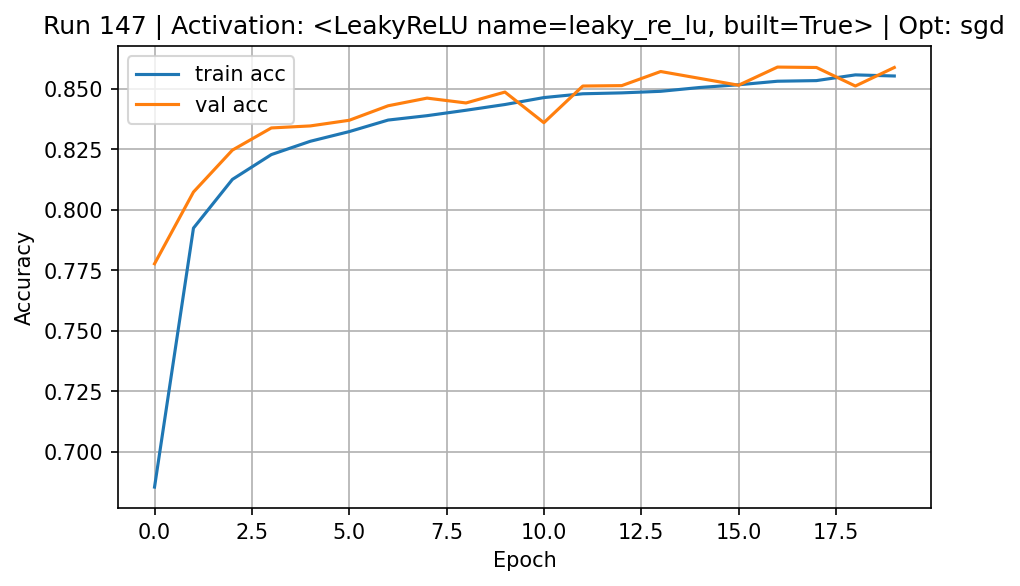 Run 147 | Activation: <LeakyReLU name=leaky_re_lu, built=True> | Opt: sgd
train acc
val acc
0.850
0.825
0.800
0.775
0.750
0.725
0.700
Accuracy
0.0 2.5 5.0 7.5 10.0 12.5 15.0 17.5
Epoch